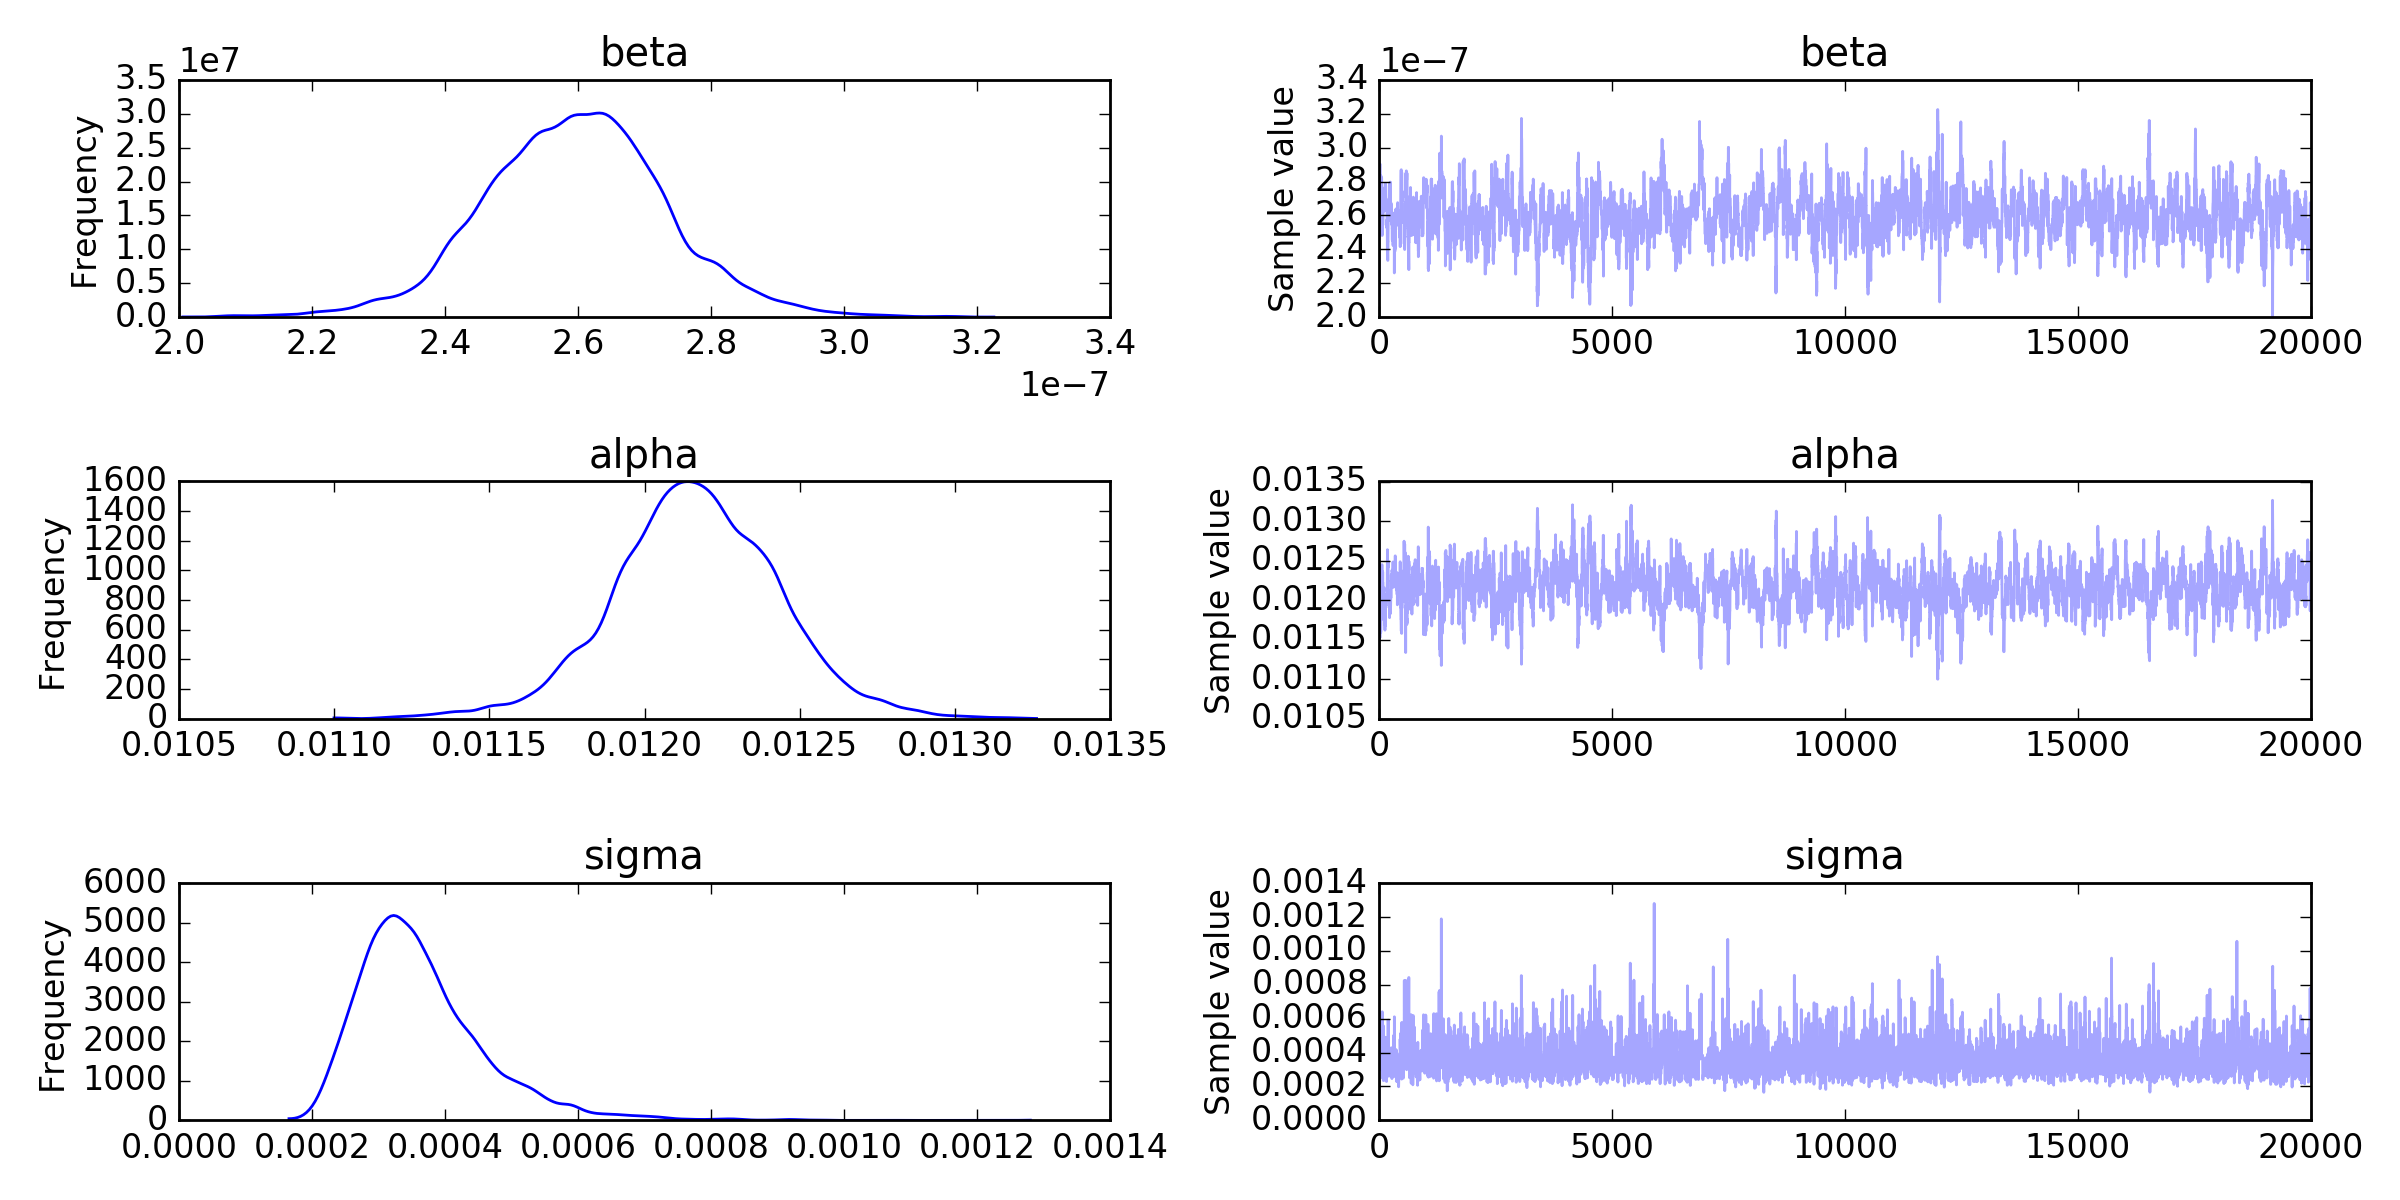 beta
1e7
3.5
3.0
2.5
2.0
1.5
1.0
0.5
0.0
Frequency
2.0 2.2 2.4 2.6 2.8 3.0 3.2 3.4
1e−7
beta
1e−7
3.4
3.2
3.0
2.8
2.6
2.4
2.2
2.0
Sample value
0 5000 10000 15000 20000
alpha
1600
1400
1200
1000
800
600
400
200
0
Frequency
0.0105 0.0110 0.0115 0.0120 0.0125 0.0130 0.0135
alpha
0.0135
0.0130
0.0125
0.0120
0.0115
0.0110
0.0105
Sample value
0 5000 10000 15000 20000
sigma
6000
5000
4000
3000
2000
1000
0
Frequency
0.0000 0.0002 0.0004 0.0006 0.0008 0.0010 0.0012 0.0014
sigma
0.0014
0.0012
0.0010
0.0008
0.0006
0.0004
0.0002
0.0000
Sample value
0 5000 10000 15000 20000